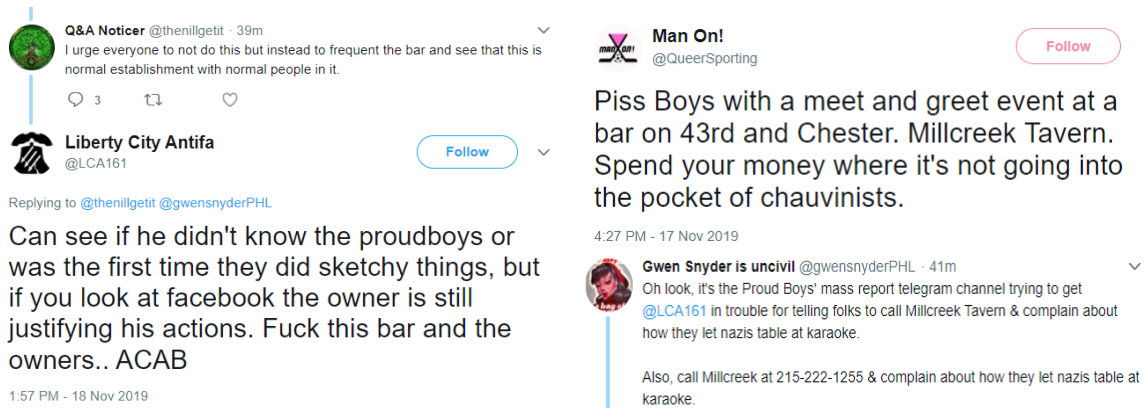 Q&A Noticer @thenillgetit · 39m
I urge everyone to not do this but instead to frequent the bar and see that this is
normal establishment with normal people in it.
3
Liberty City Antifa
@LCA161
Follow
Replying to @thenillgetit @gwensnyderPHL
Can see if he didn't know the proudboys or
was the first time they did sketchy things, but
if you look at facebook the owner is still
justifying his actions. Fuck this bar and the
owners.. ACAB
1:57 PM - 18 Nov 2019
MAN ON!
Man On!
@QueerSporting
Follow
Piss Boys with a meet and greet event at a
bar on 43rd and Chester. Millcreek Tavern.
Spend your money where it's not going into
the pocket of chauvinists.
4:27 PM - 17 Nov 2019
Gwen Snyder is uncivil @gwensnyderPHL · 41m
Oh look, it's the Proud Boys' mass report telegram channel trying to get
@LCA161 in trouble for telling folks to call Millcreek Tavern & complain about
how they let nazis table at karaoke.
Also, call Millcreek at 215-222-1255 & complain about how they let nazis table at
karaoke.